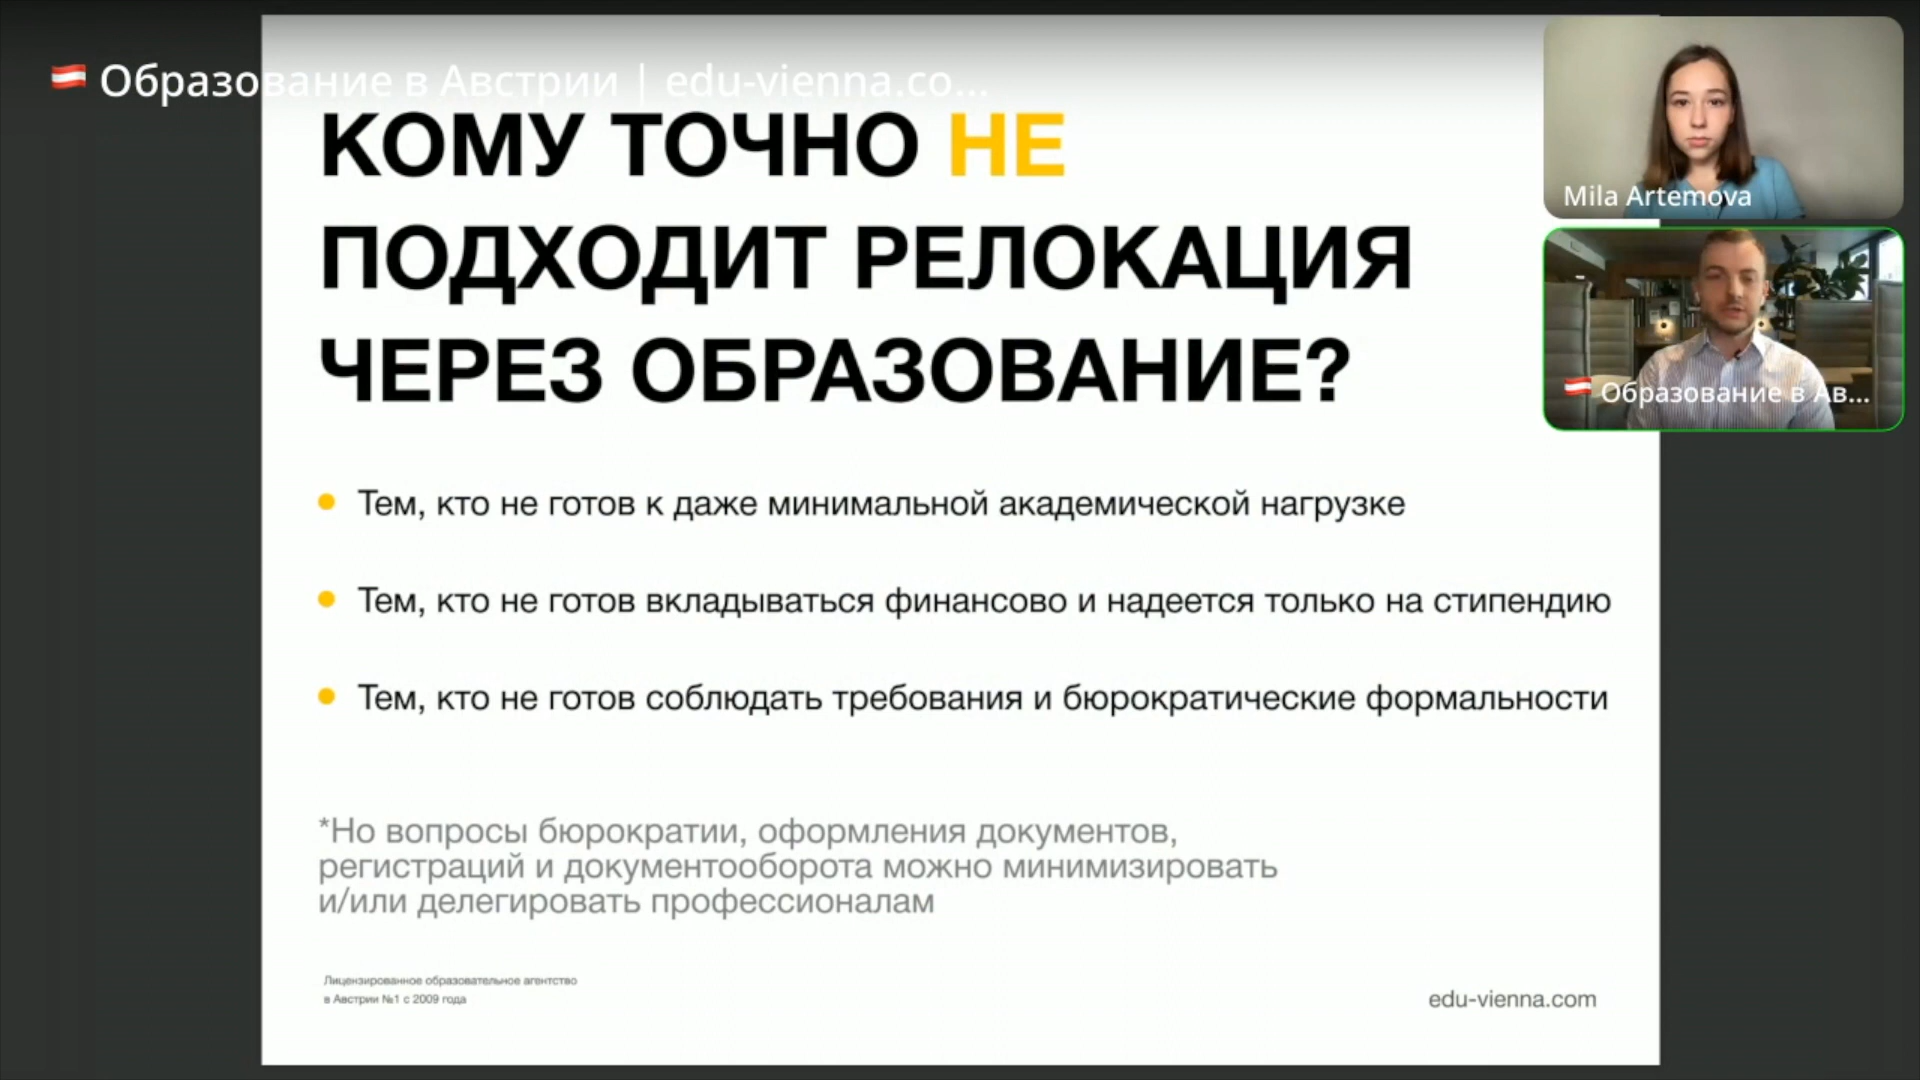 🇦🇹 Образование в Австрии | edu-vienna.co...
КОМУ ТОЧНО НЕ
ПОДХОДИТ РЕЛОКАЦИЯ
ЧЕРЕЗ ОБРАЗОВАНИЕ?
Mila Artemova
🇦🇹 Образование в Ав...
Тем, кто не готов к даже минимальной академической нагрузке
Тем, кто не готов вкладываться финансово и надеется только на стипендию
Тем, кто не готов соблюдать требования и бюрократические формальности
*Но вопросы бюрократии, оформления документов,
регистраций и документооборота можно минимизировать
и/или делегировать профессионалам
Лицензированное образовательное агентство
в Австрии №1 с 2009 года
edu-vienna.com